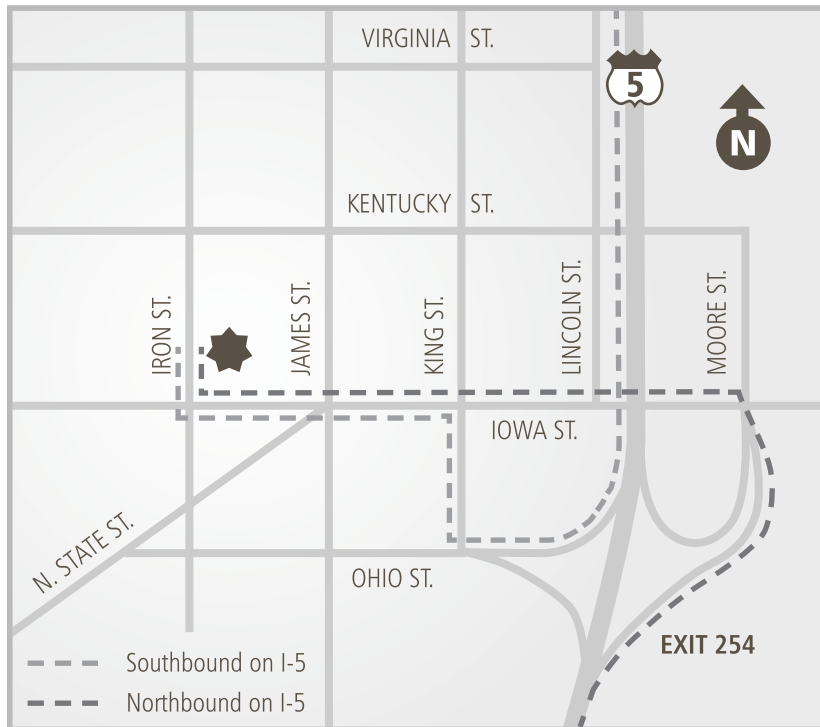 VIRGINIA ST.
5
N
KENTUCKY ST.
IRON ST.
JAMES ST.
KING ST.
LINCOLN ST.
MOORE ST.
IOWA ST.
N. STATE ST.
OHIO ST.
EXIT 254
Southbound on I-5
Northbound on I-5